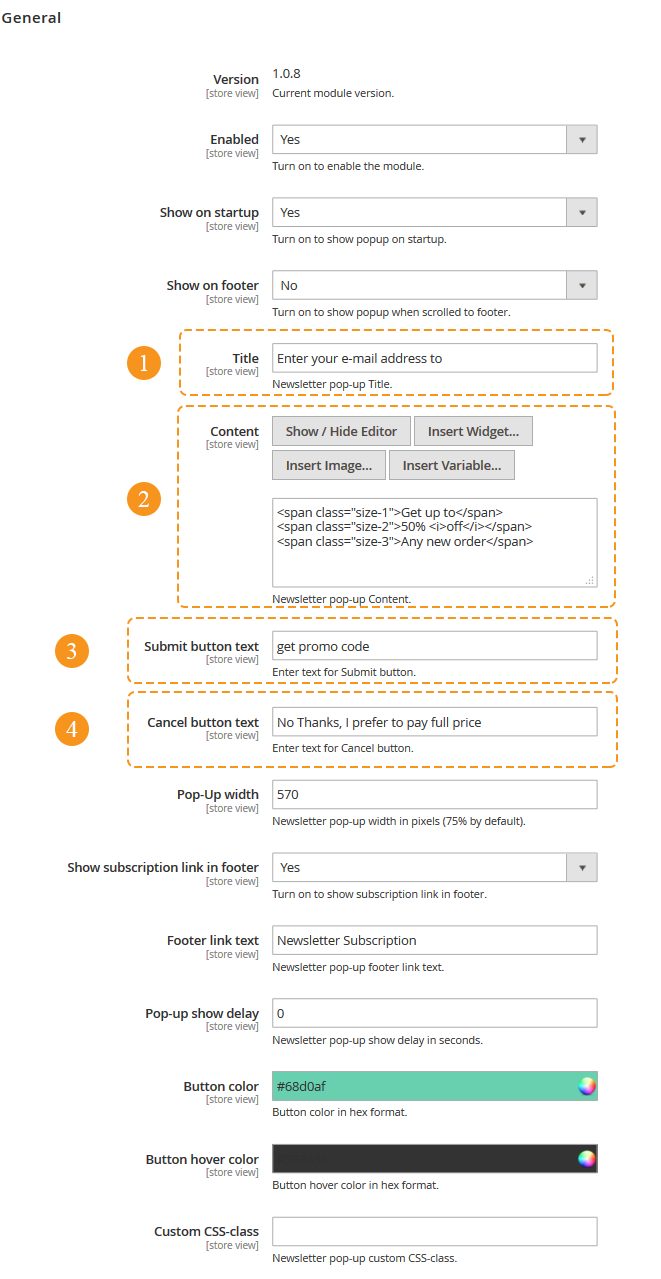 General
Version 1.0.8
[store view] Current module version.
Enabled Yes
[store view]
Turn on to enable the module.
Show on startup Yes
[store view]
Turn on to show popup on startup.
Show on footer No
[store view]
Turn on to show popup when scrolled to footer.
1 Title Enter your e-mail address to
[store view]
Newsletter pop-up Title.
Content Show / Hide Editor Insert Widget...
[store view]
Insert Image... Insert Variable...
2
<span class="size-1">Get up to</span>
<span class="size-2">50% <i>off</i></span>
<span class="size-3">Any new order</span>
Newsletter pop-up Content.
3 Submit button text get promo code
[store view]
Enter text for Submit button.
4 Cancel button text No Thanks, I prefer to pay full price
[store view]
Enter text for Cancel button.
Pop-Up width 570
[store view]
Newsletter pop-up width in pixels (75% by default).
Show subscription link in footer Yes
[store view]
Turn on to show subscription link in footer.
Footer link text Newsletter Subscription
[store view]
Newsletter pop-up footer link text.
Pop-up show delay 0
[store view]
Newsletter pop-up show delay in seconds.
Button color #68d0af
[store view]
Button color in hex format.
Button hover color
[store view]
Button hover color in hex format.
Custom CSS-class
[store view]
Newsletter pop-up custom CSS-class.